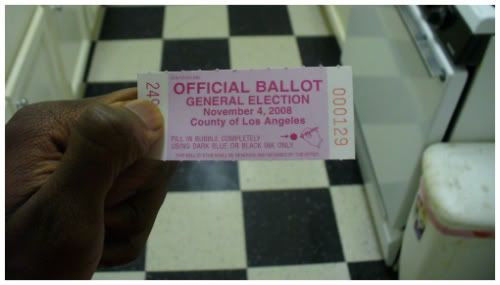 OFFICIAL BALLOT
GENERAL ELECTION
November 4, 2008
County of Los Angeles
FILL IN BUBBLE COMPLETELY
USING DARK BLUE OR BLACK INK ONLY
000129